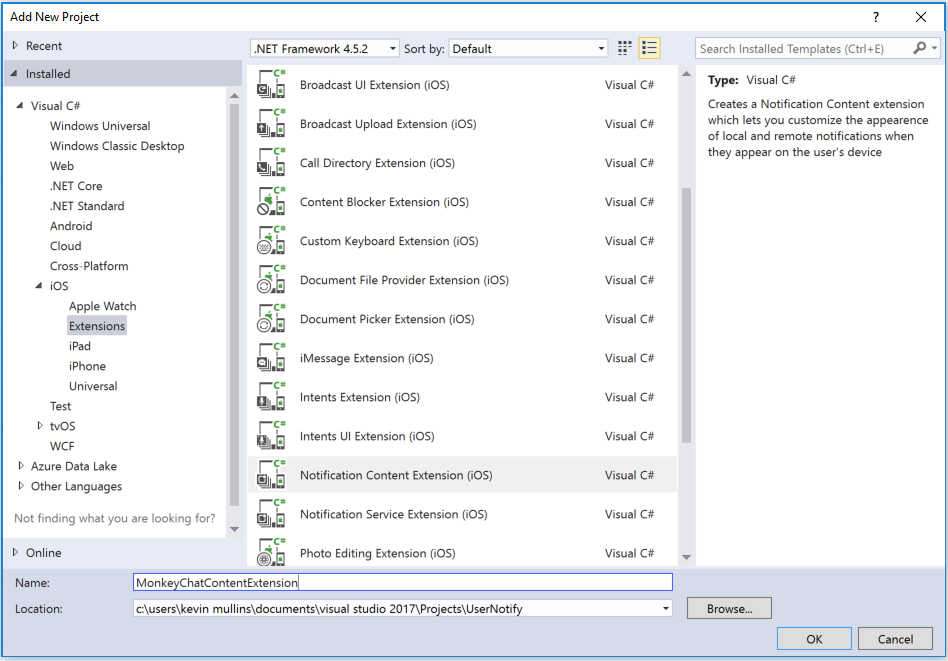 Add New Project
?
Recent
.NET Framework 4.5.2
Sort by:
Default
Search Installed Templates (Ctrl+E)
Installed
Visual C#
Windows Universal
Windows Classic Desktop
Web
.NET Core
.NET Standard
Android
Cloud
Cross-Platform
iOS
Apple Watch
Extensions
iPad
iPhone
Universal
Test
tvOS
WCF
Azure Data Lake
Other Languages
Not finding what you are looking for?
Online
C# Broadcast UI Extension (iOS) Visual C#
C# Broadcast Upload Extension (iOS) Visual C#
C# Call Directory Extension (iOS) Visual C#
C# Content Blocker Extension (iOS) Visual C#
C# Custom Keyboard Extension (iOS) Visual C#
C# Document File Provider Extension (iOS) Visual C#
C# Document Picker Extension (iOS) Visual C#
C# iMessage Extension (iOS) Visual C#
C# Intents Extension (iOS) Visual C#
C# Intents UI Extension (iOS) Visual C#
C# Notification Content Extension (iOS) Visual C#
C# Notification Service Extension (iOS) Visual C#
C# Photo Editing Extension (iOS) Visual C#
Type: Visual C#
Creates a Notification Content extension
which lets you customize the appearence
of local and remote notifications when
they appear on the user's device
Name: MonkeyChatContentExtension
Location: c:\users\kevin mullins\documents\visual studio 2017\Projects\UserNotify
Browse...
OK
Cancel